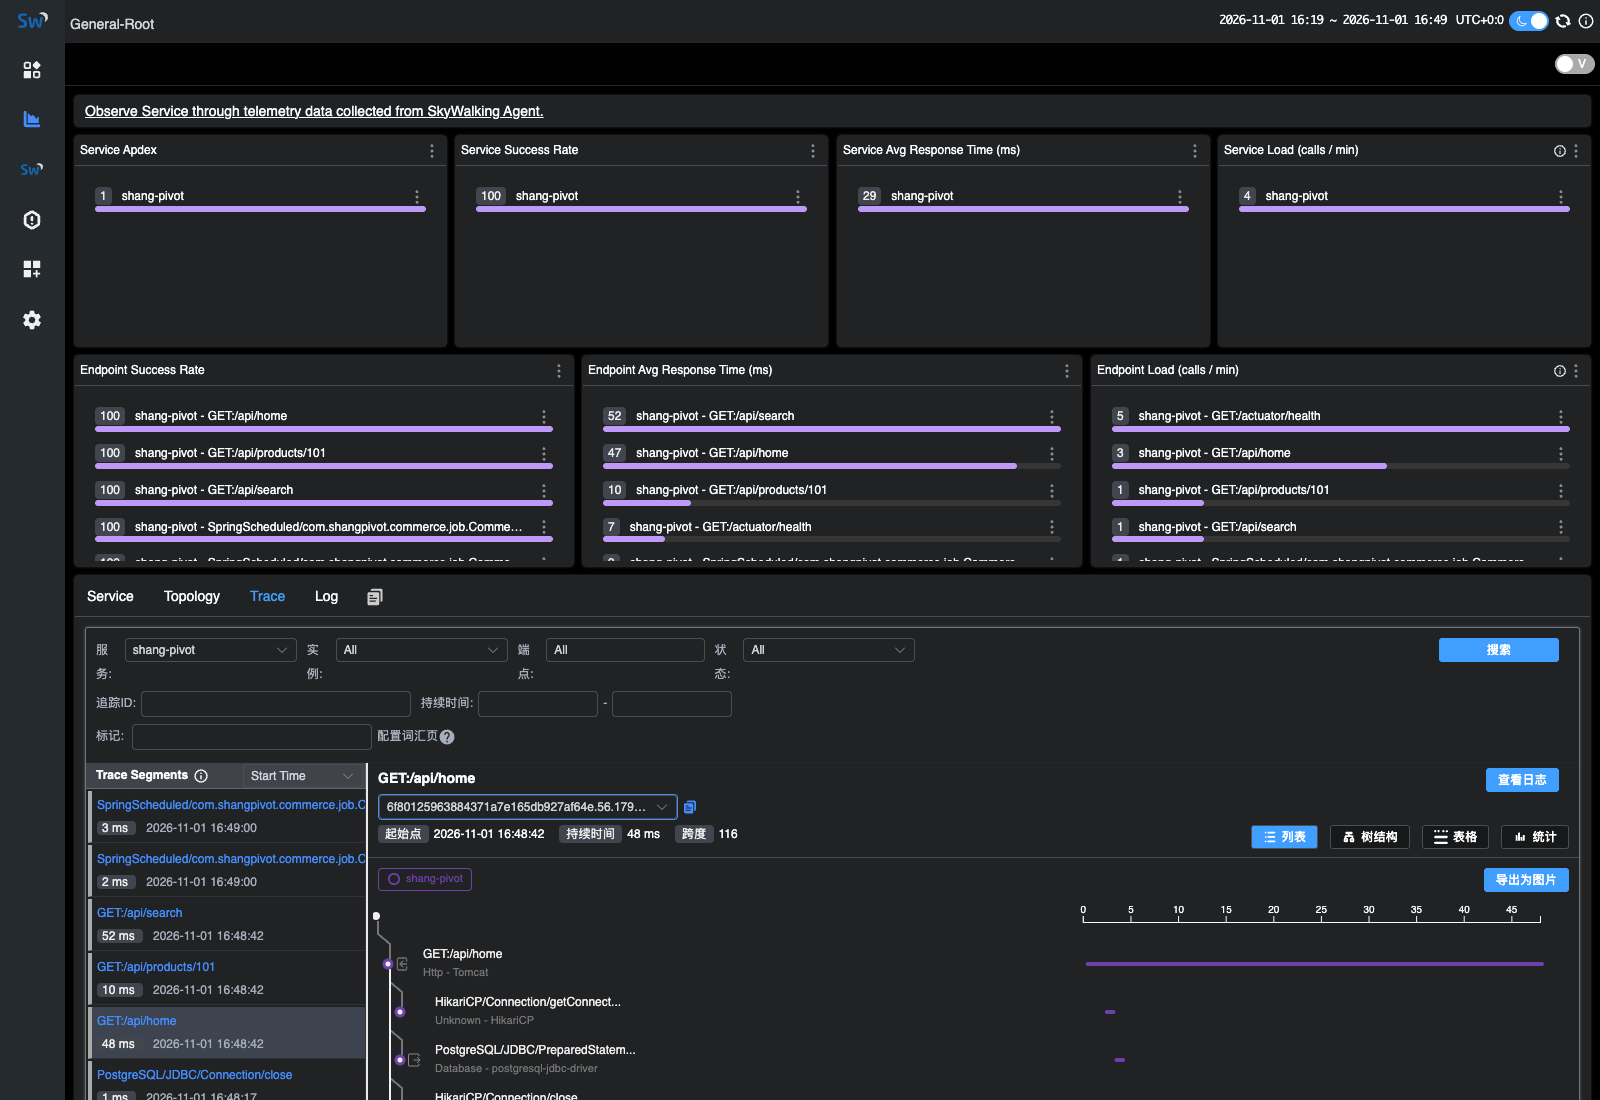 Sw
General-Root
2026-11-01 16:19 ~ 2026-11-01 16:49 UTC+0:0
V
Sw
Observe Service through telemetry data collected from SkyWalking Agent.
Service Apdex
1 shang-pivot
Service Success Rate
100 shang-pivot
Service Avg Response Time (ms)
29 shang-pivot
Service Load (calls / min)
4 shang-pivot
Endpoint Success Rate
100 shang-pivot - GET:/api/home
100 shang-pivot - GET:/api/products/101
100 shang-pivot - GET:/api/search
100 shang-pivot - SpringScheduled/com.shangpivot.commerce.job.Comme...
Endpoint Avg Response Time (ms)
52 shang-pivot - GET:/api/search
47 shang-pivot - GET:/api/home
10 shang-pivot - GET:/api/products/101
7 shang-pivot - GET:/actuator/health
Endpoint Load (calls / min)
5 shang-pivot - GET:/actuator/health
3 shang-pivot - GET:/api/home
1 shang-pivot - GET:/api/products/101
1 shang-pivot - GET:/api/search
Service Topology Trace Log
服务: shang-pivot 实例: All 端点: All 状态: All 搜索
追踪ID: 持续时间: -
标记: 配置词汇页
Trace Segments Start Time
SpringScheduled/com.shangpivot.commerce.job.C
3 ms 2026-11-01 16:49:00
SpringScheduled/com.shangpivot.commerce.job.C
2 ms 2026-11-01 16:49:00
GET:/api/search
52 ms 2026-11-01 16:48:42
GET:/api/products/101
10 ms 2026-11-01 16:48:42
GET:/api/home
48 ms 2026-11-01 16:48:42
PostgreSQL/JDBC/Connection/close
1 ms 2026-11-01 16:48:17
GET:/api/home
查看日志
6f80125963884371a7e165db927af64e.56.179...
起始点 2026-11-01 16:48:42 持续时间 48 ms 跨度 116
列表 树结构 表格 统计
shang-pivot
导出为图片
0 5 10 15 20 25 30 35 40 45
GET:/api/home
Http - Tomcat
HikariCP/Connection/getConnect...
Unknown - HikariCP
PostgreSQL/JDBC/PreparedStatem...
Database - postgresql-jdbc-driver
HikariCP/Connection/close